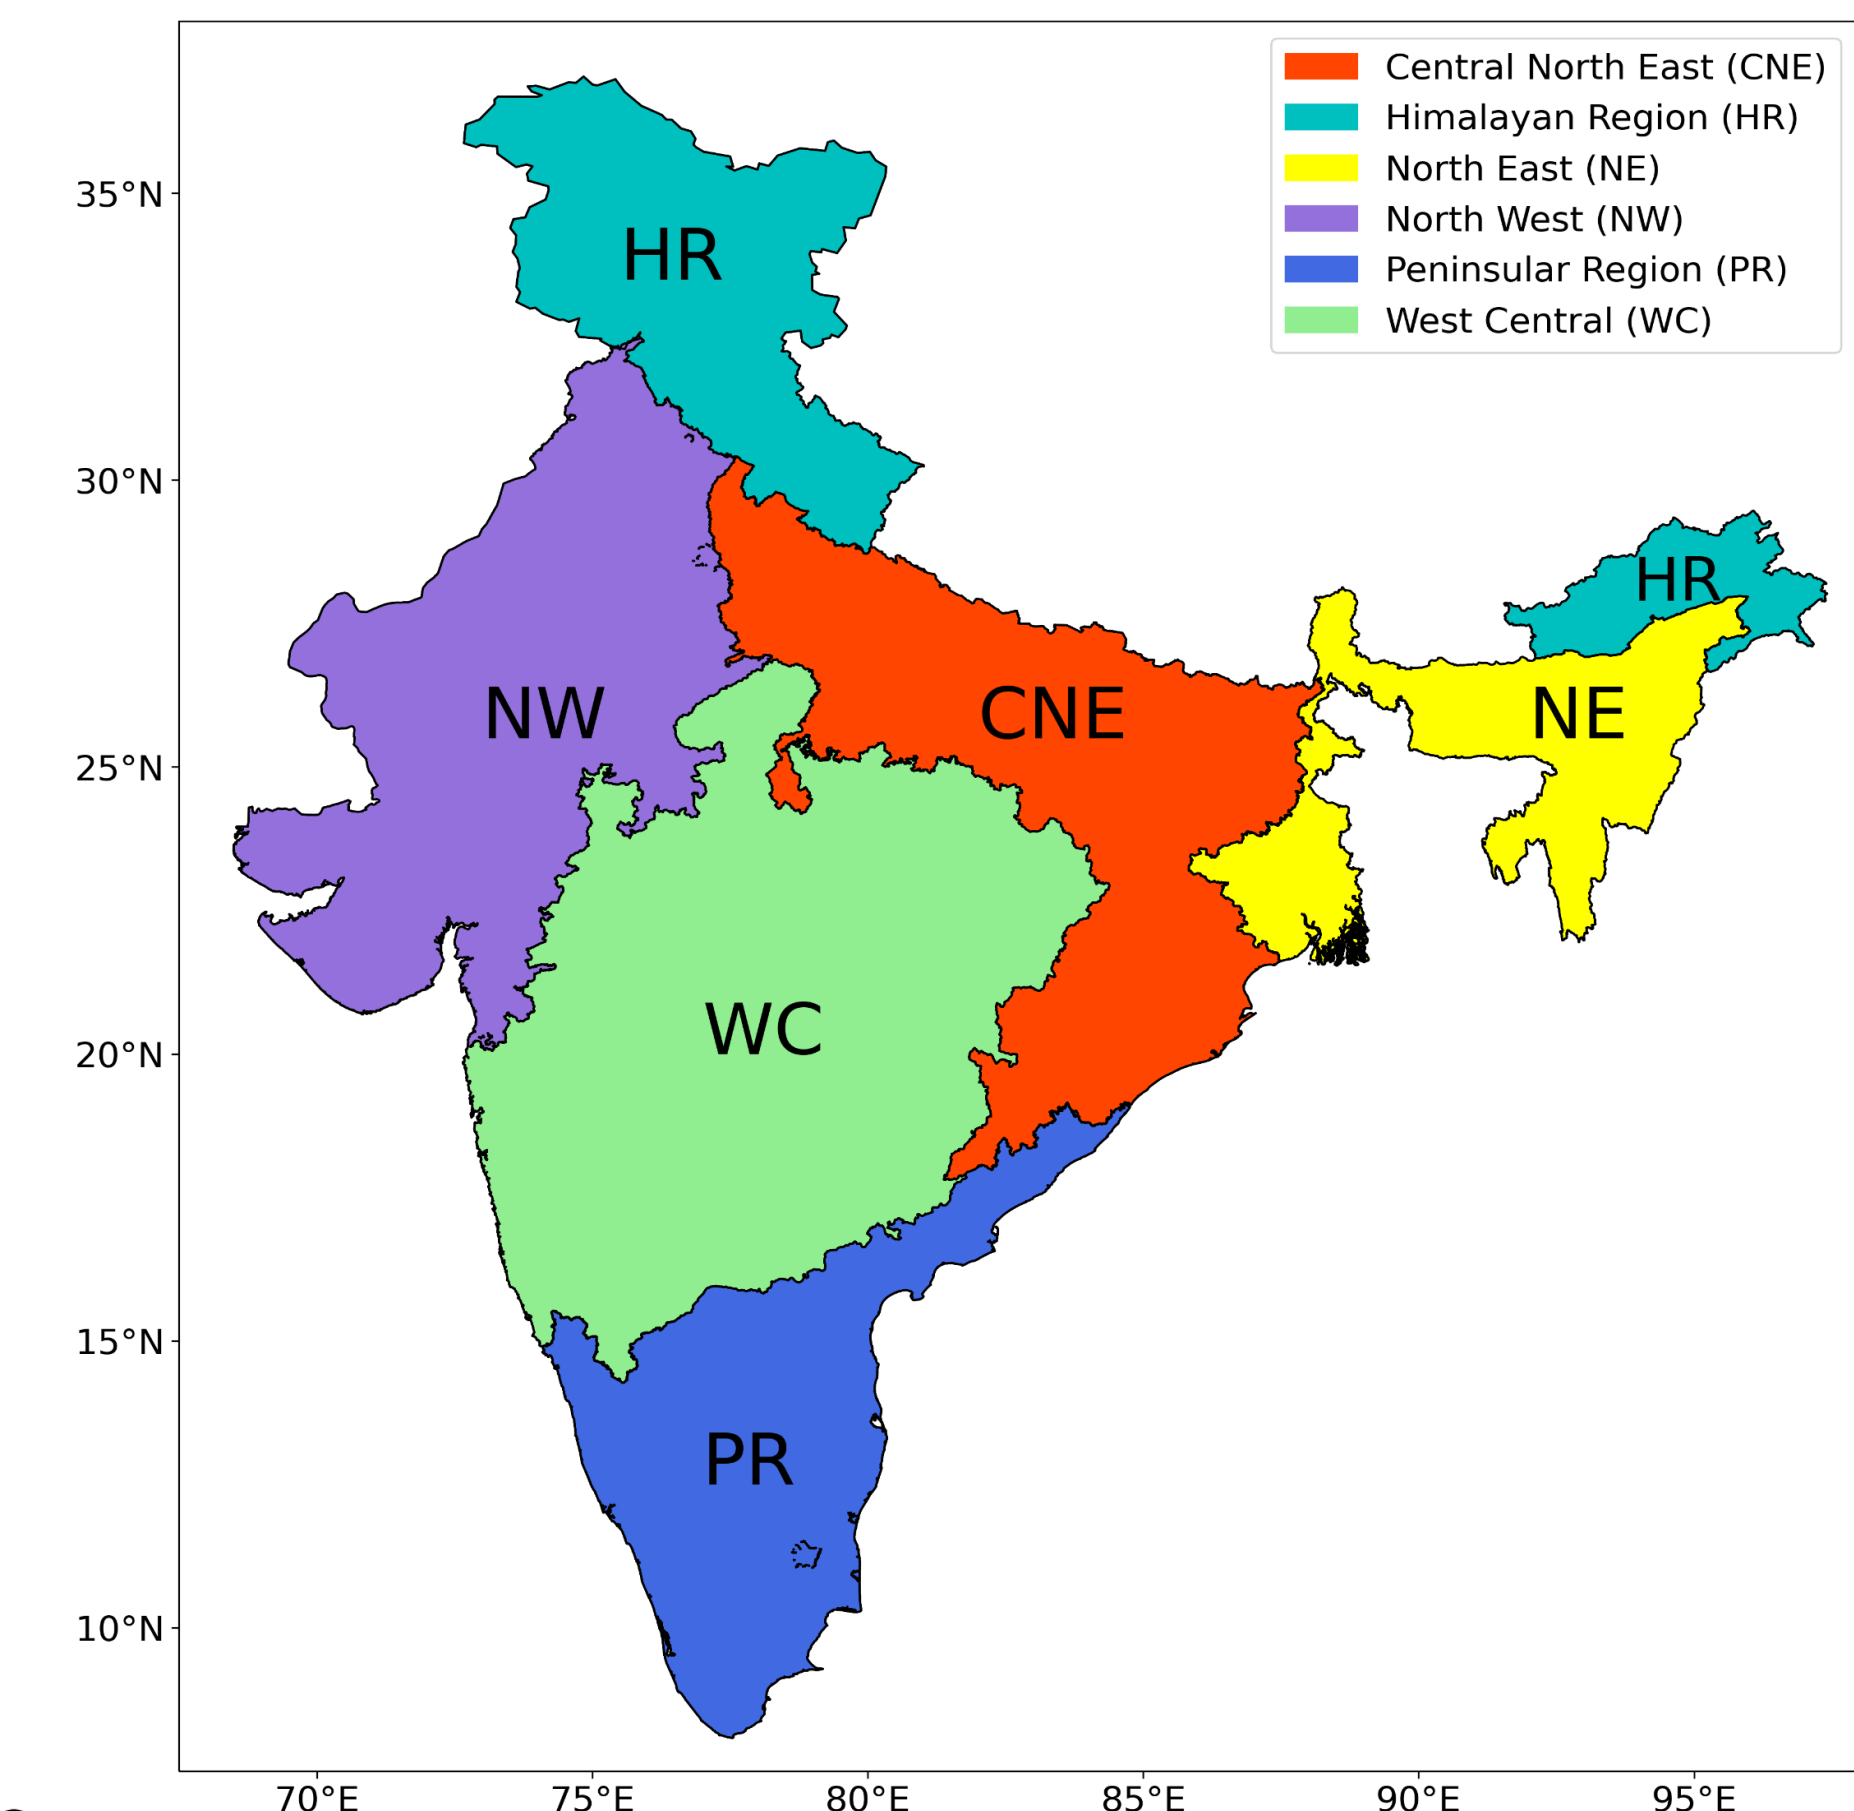 Central North East (CNE)
Himalayan Region (HR)
North East (NE)
North West (NW)
Peninsular Region (PR)
West Central (WC)
35°N
30°N
25°N
20°N
15°N
10°N
HR
HR
NW
CNE
NE
WC
PR
70°E 75°E 80°E 85°E 90°E 95°E